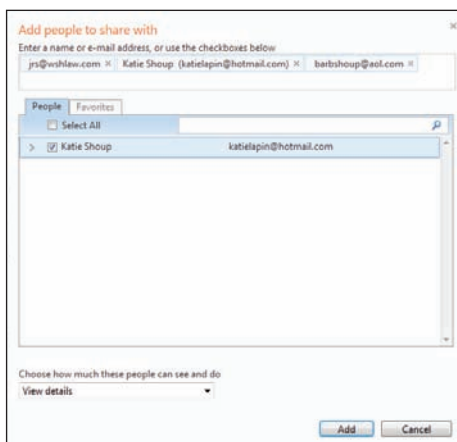 Add people to share with
Enter a name or e-mail address, or use the checkboxes below
jrs@wshlaw.com × Katie Shoup (katielapin@hotmail.com) × barbshoup@aol.com ×
People Favorites
Select All
Katie Shoup katielapin@hotmail.com
Choose how much these people can see and do
View details
Add Cancel